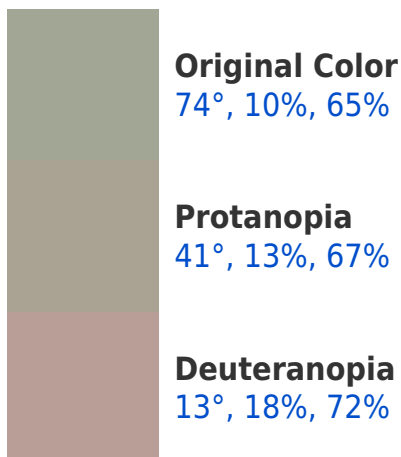 Original Color
74°, 10%, 65%
Protanopia
41°, 13%, 67%
Deuteranopia
13°, 18%, 72%